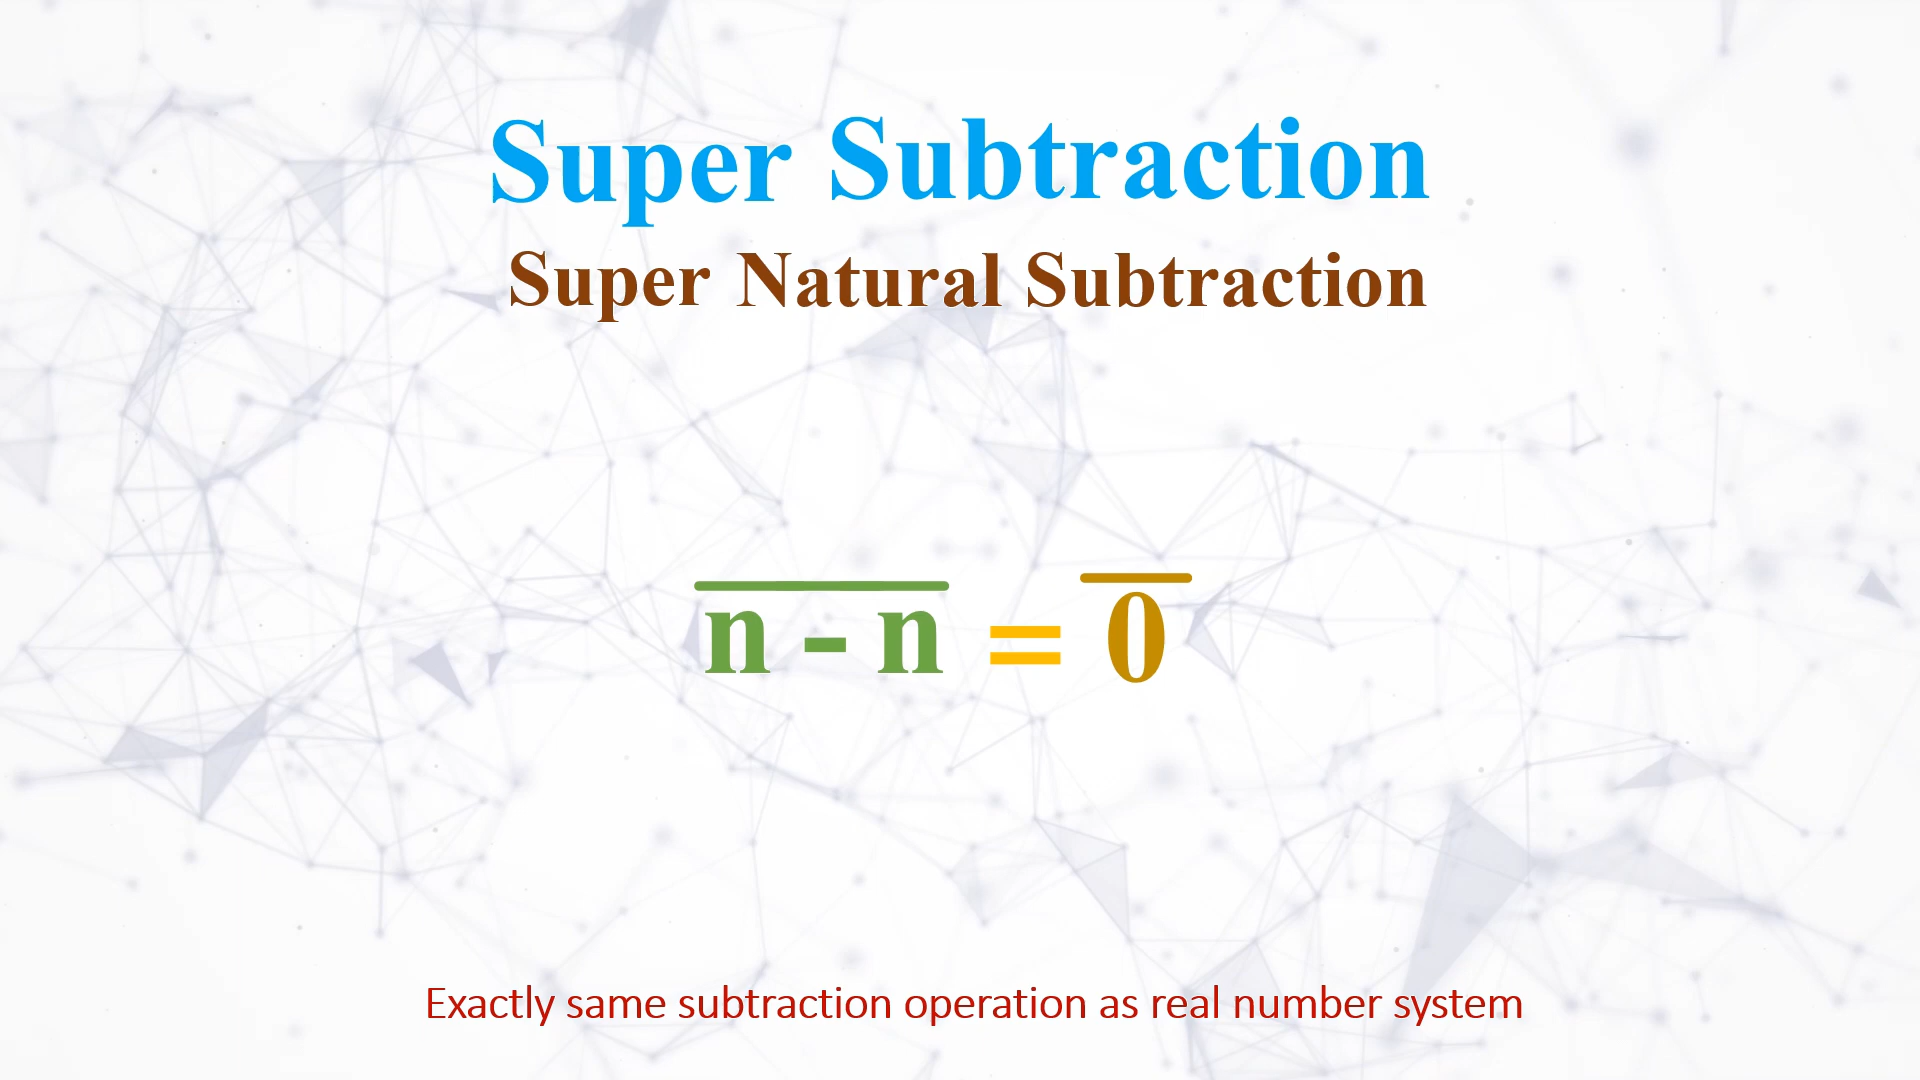 Super Subtraction
Super Natural Subtraction
n̅ ̅-̅ ̅n̅ = 0̅
Exactly same subtraction operation as real number system